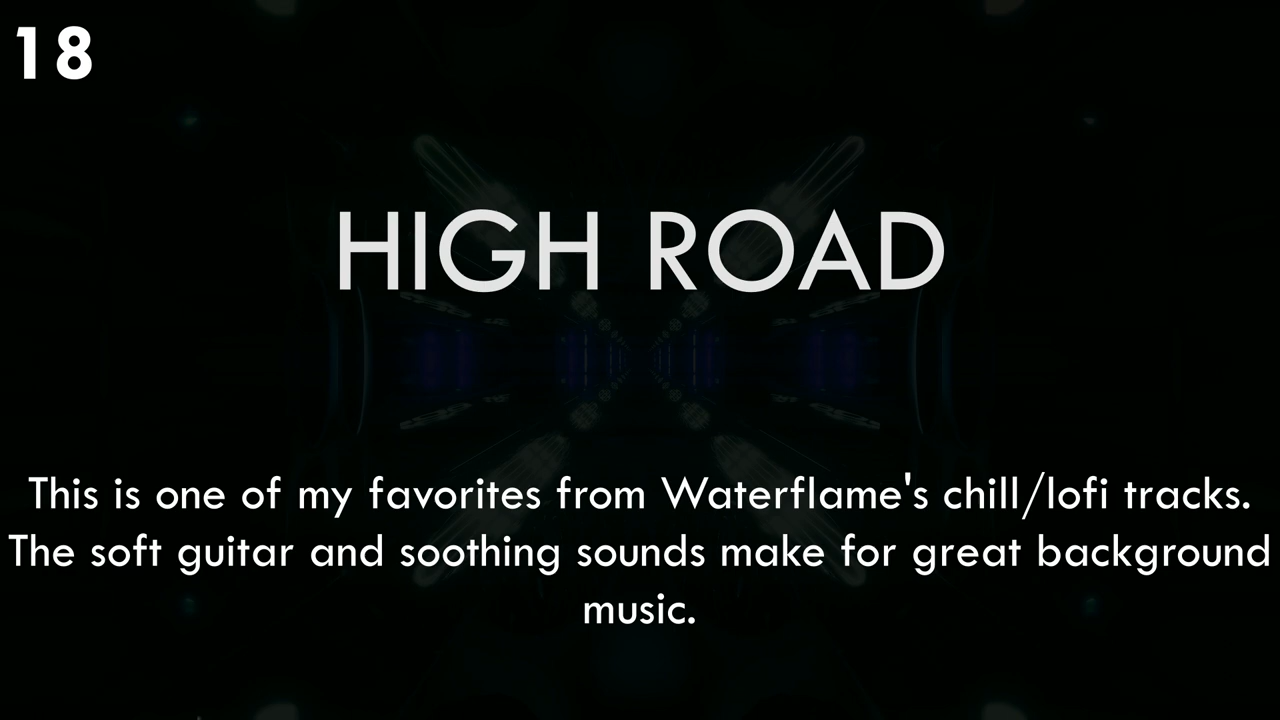 18
HIGH ROAD
This is one of my favorites from Waterflame's chill/lofi tracks.
The soft guitar and soothing sounds make for great background
music.